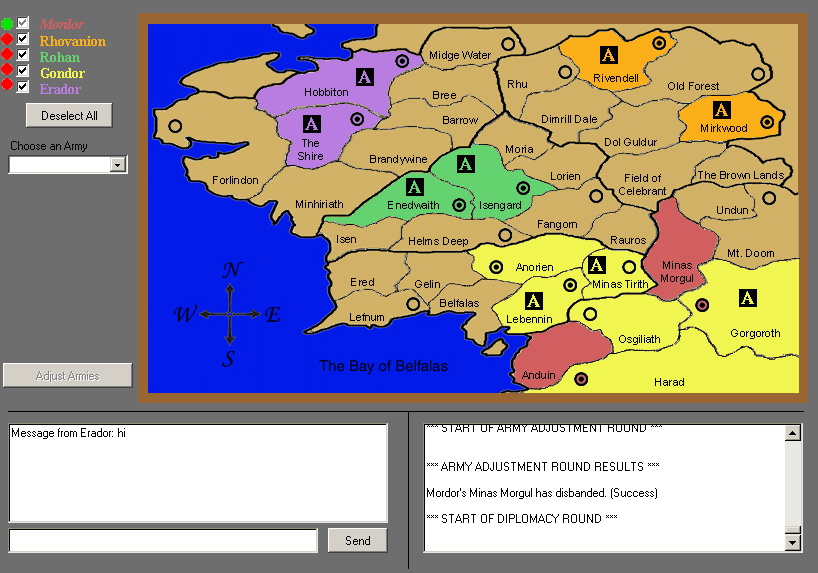 Mordor
Rhovanion
Rohan
Gondor
Erador
Deselect All
Choose an Army
Adjust Armies
Midge Water
Rhu
A
Rivendell
Old Forest
A
Hobbiton
Bree
Barrow
A
Mirkwood
A
The
Shire
Dimrill Dale
Dol Guldur
Brandywine
Moria
A
Lorien
Field of
Celebrant
The Brown Lands
Forlindon
Minhiriath
A
Enedwaith
Isengard
Undun
Isen
Helms Deep
Fangorn
Rauros
Mt. Doom
Anorien
A
Minas Tirith
Minas
Morgul
Ered
Gelin
Belfalas
Lefnum
A
Lebennin
A
Gorgoroth
Osgiliath
N
W
E
S
The Bay of Belfalas
Anduin
Harad
Message from Erador: hi
Send
*** START OF ARMY ADJUSTMENT ROUND ***
*** ARMY ADJUSTMENT ROUND RESULTS ***
Mordor's Minas Morgul has disbanded. (Success)
*** START OF DIPLOMACY ROUND ***